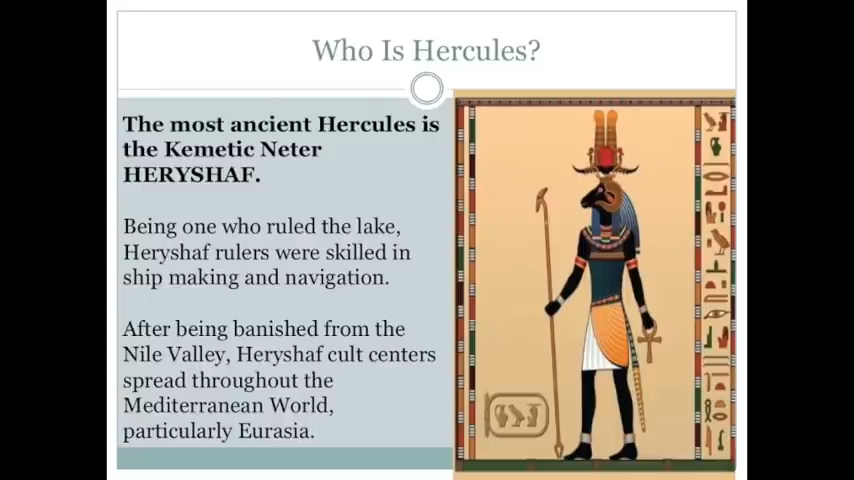 Who Is Hercules?
The most ancient Hercules is
the Kemetic Neter
HERYSHAF.
Being one who ruled the lake,
Heryshaf rulers were skilled in
ship making and navigation.
After being banished from the
Nile Valley, Heryshaf cult centers
spread throughout the
Mediterranean World,
particularly Eurasia.